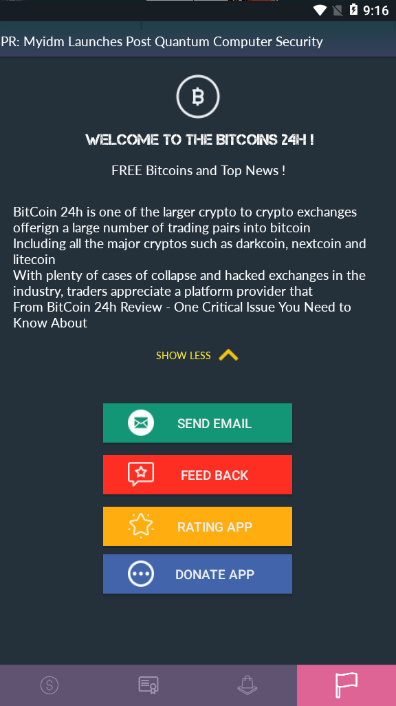 9:16
PR: Myidm Launches Post Quantum Computer Security
WELCOME TO THE BITCOINS 24H !
FREE Bitcoins and Top News !
BitCoin 24h is one of the larger crypto to crypto exchanges
offerign a large number of trading pairs into bitcoin
Including all the major cryptos such as darkcoin, nextcoin and
litecoin
With plenty of cases of collapse and hacked exchanges in the
industry, traders appreciate a platform provider that
From BitCoin 24h Review - One Critical Issue You Need to
Know About
SHOW LESS
SEND EMAIL
FEED BACK
RATING APP
DONATE APP